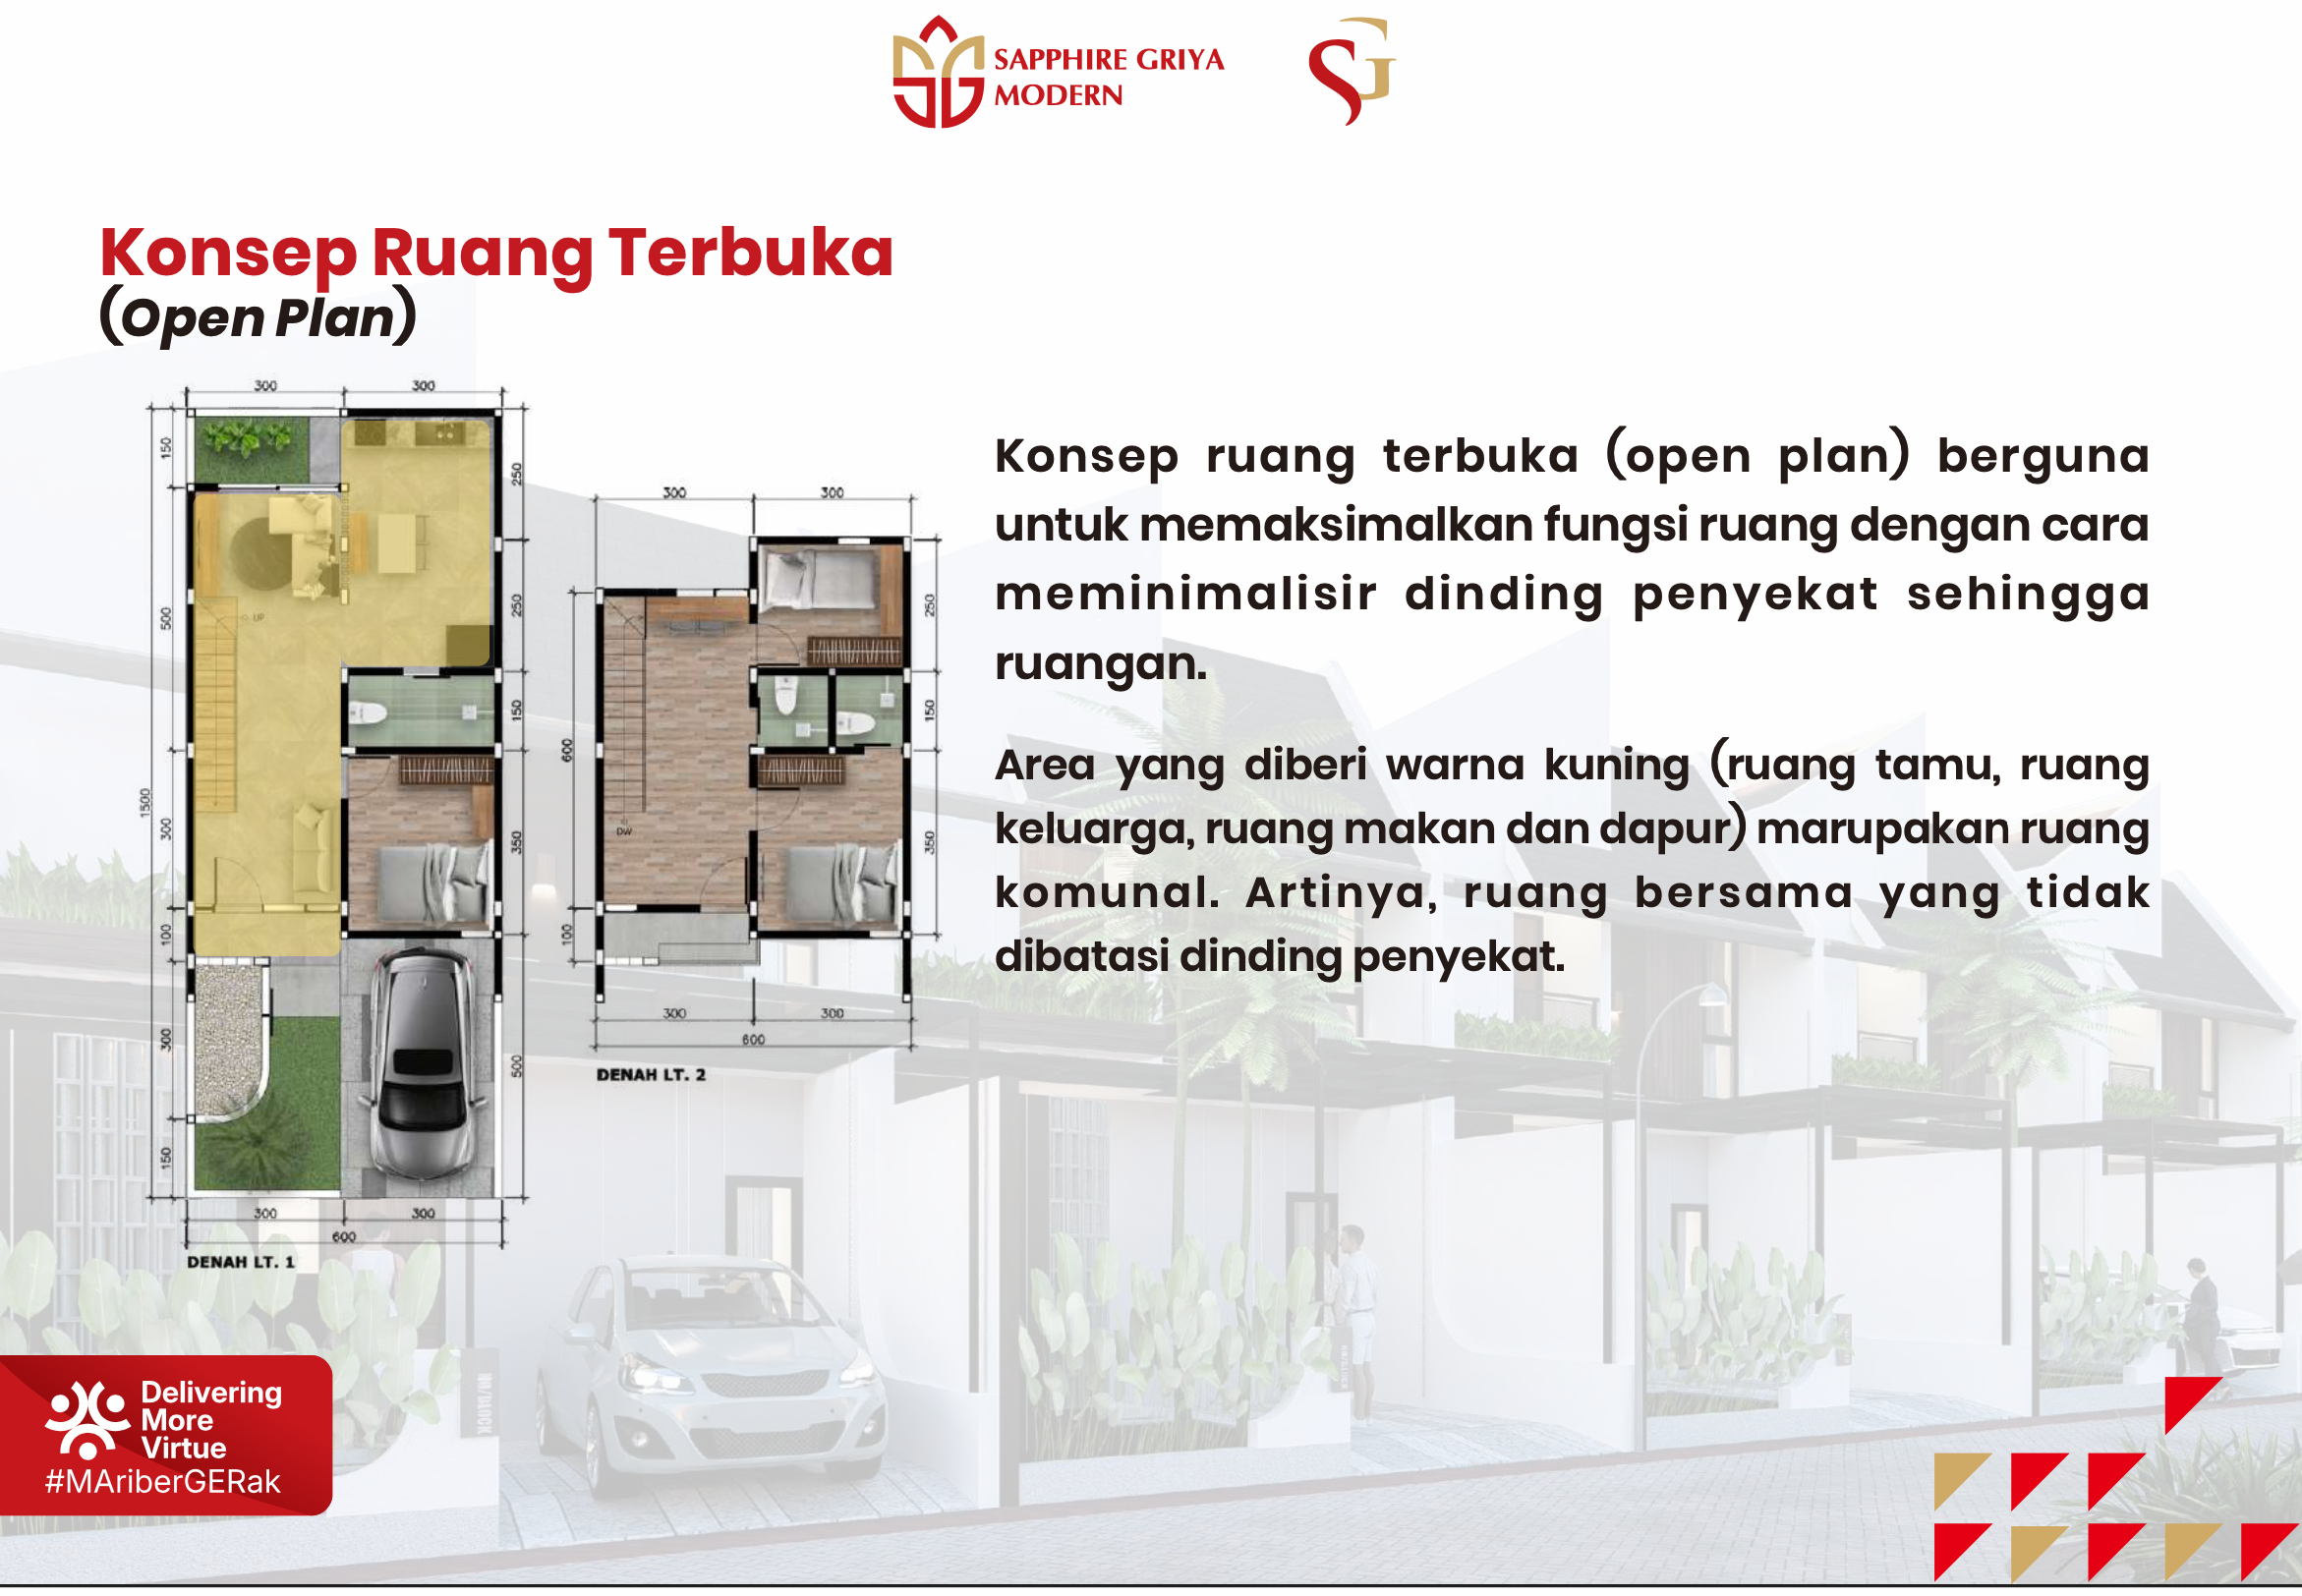 SAPPHIRE GRIYA
MODERN
SG
Konsep Ruang Terbuka
(Open Plan)
300 300
150
500
300
100
300
150
1500
250
250
150
350
500
UP
300 300
600
DENAH LT. 1
300 300
600
100
250
150
350
DW
300 300
600
DENAH LT. 2
Konsep ruang terbuka (open plan) berguna
untuk memaksimalkan fungsi ruang dengan cara
meminimalisir dinding penyekat sehingga
ruangan.
Area yang diberi warna kuning (ruang tamu, ruang
keluarga, ruang makan dan dapur) marupakan ruang
komunal. Artinya, ruang bersama yang tidak
dibatasi dinding penyekat.
Delivering
More
Virtue
#MAriberGERak